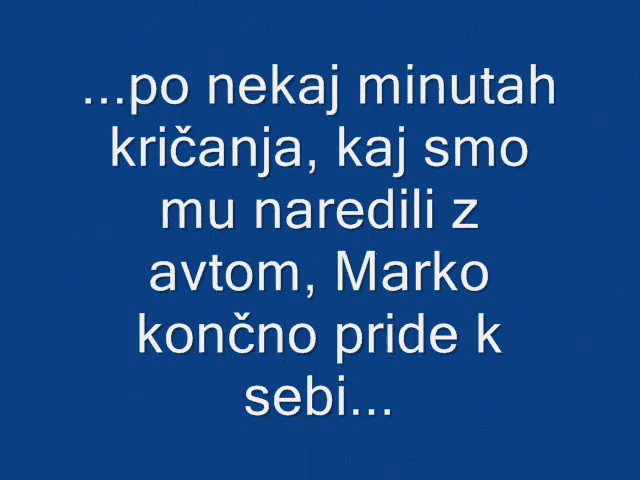 ...po nekaj minutah
kričanja, kaj smo
mu naredili z
avtom, Marko
končno pride k
sebi...